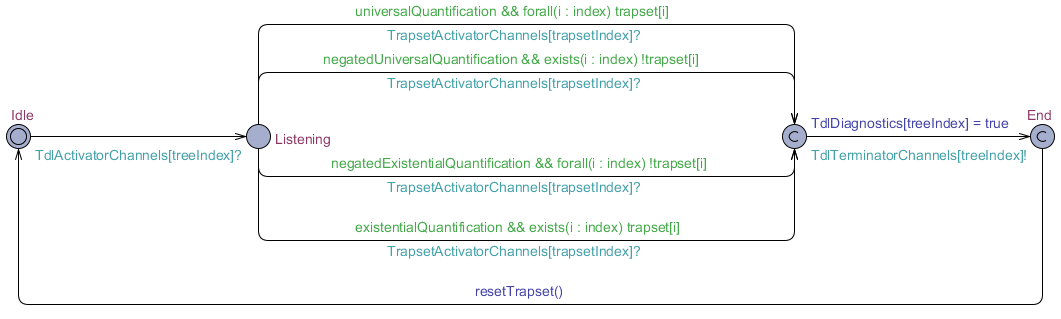 universalQuantification && forall(i : index) trapset[i]
TrapsetActivatorChannels[trapsetIndex]?
negatedUniversalQuantification && exists(i : index) !trapset[i]
TrapsetActivatorChannels[trapsetIndex]?
Idle
Listening
TdlActivatorChannels[treeIndex]?
TdlDiagnostics[treeIndex] = true
End
C
C
TdlTerminatorChannels[treeIndex]!
negatedExistentialQuantification && forall(i : index) !trapset[i]
TrapsetActivatorChannels[trapsetIndex]?
existentialQuantification && exists(i : index) trapset[i]
TrapsetActivatorChannels[trapsetIndex]?
resetTrapset()